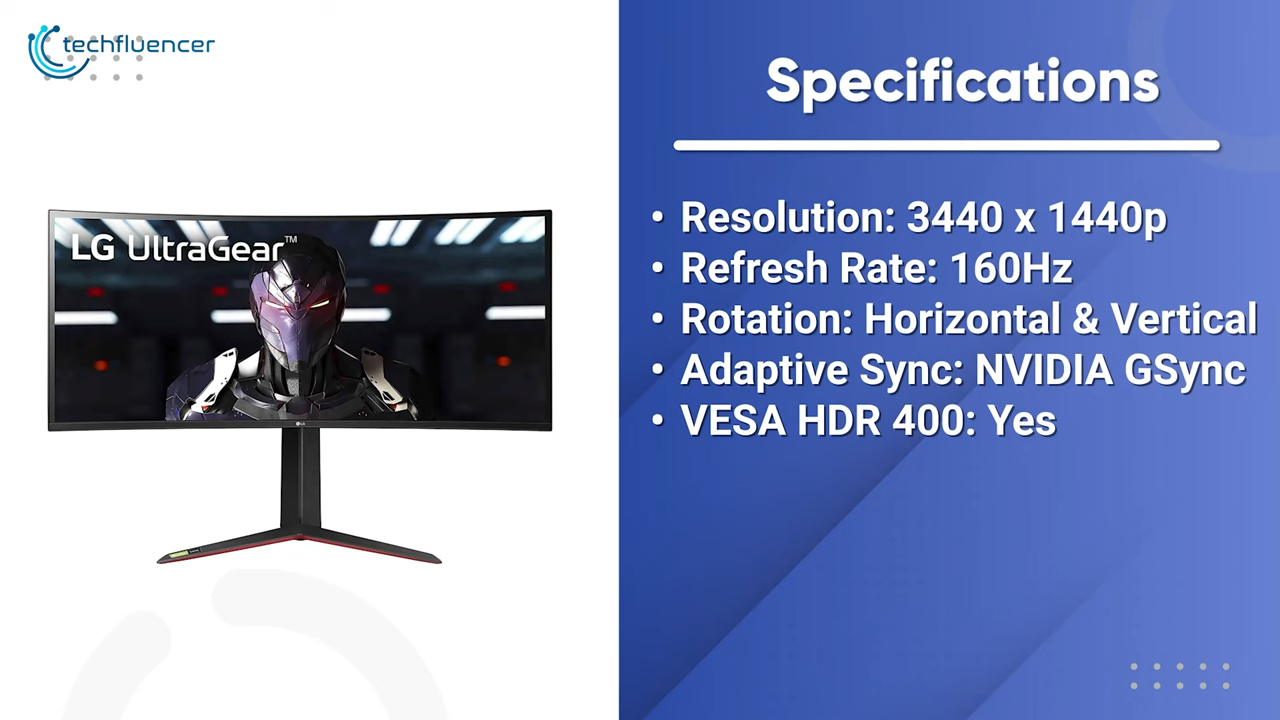 techfluencer
LG UltraGear™
LG
Specifications
• Resolution: 3440 x 1440p
• Refresh Rate: 160Hz
• Rotation: Horizontal & Vertical
• Adaptive Sync: NVIDIA GSync
• VESA HDR 400: Yes